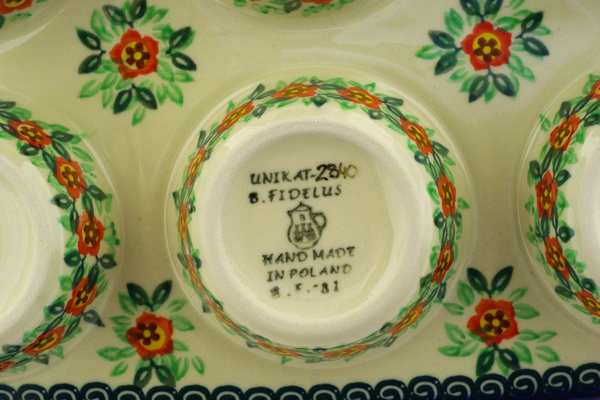 UNIKAT-2840
B. FIDELUS
HAND MADE
IN POLAND
B.F.-81